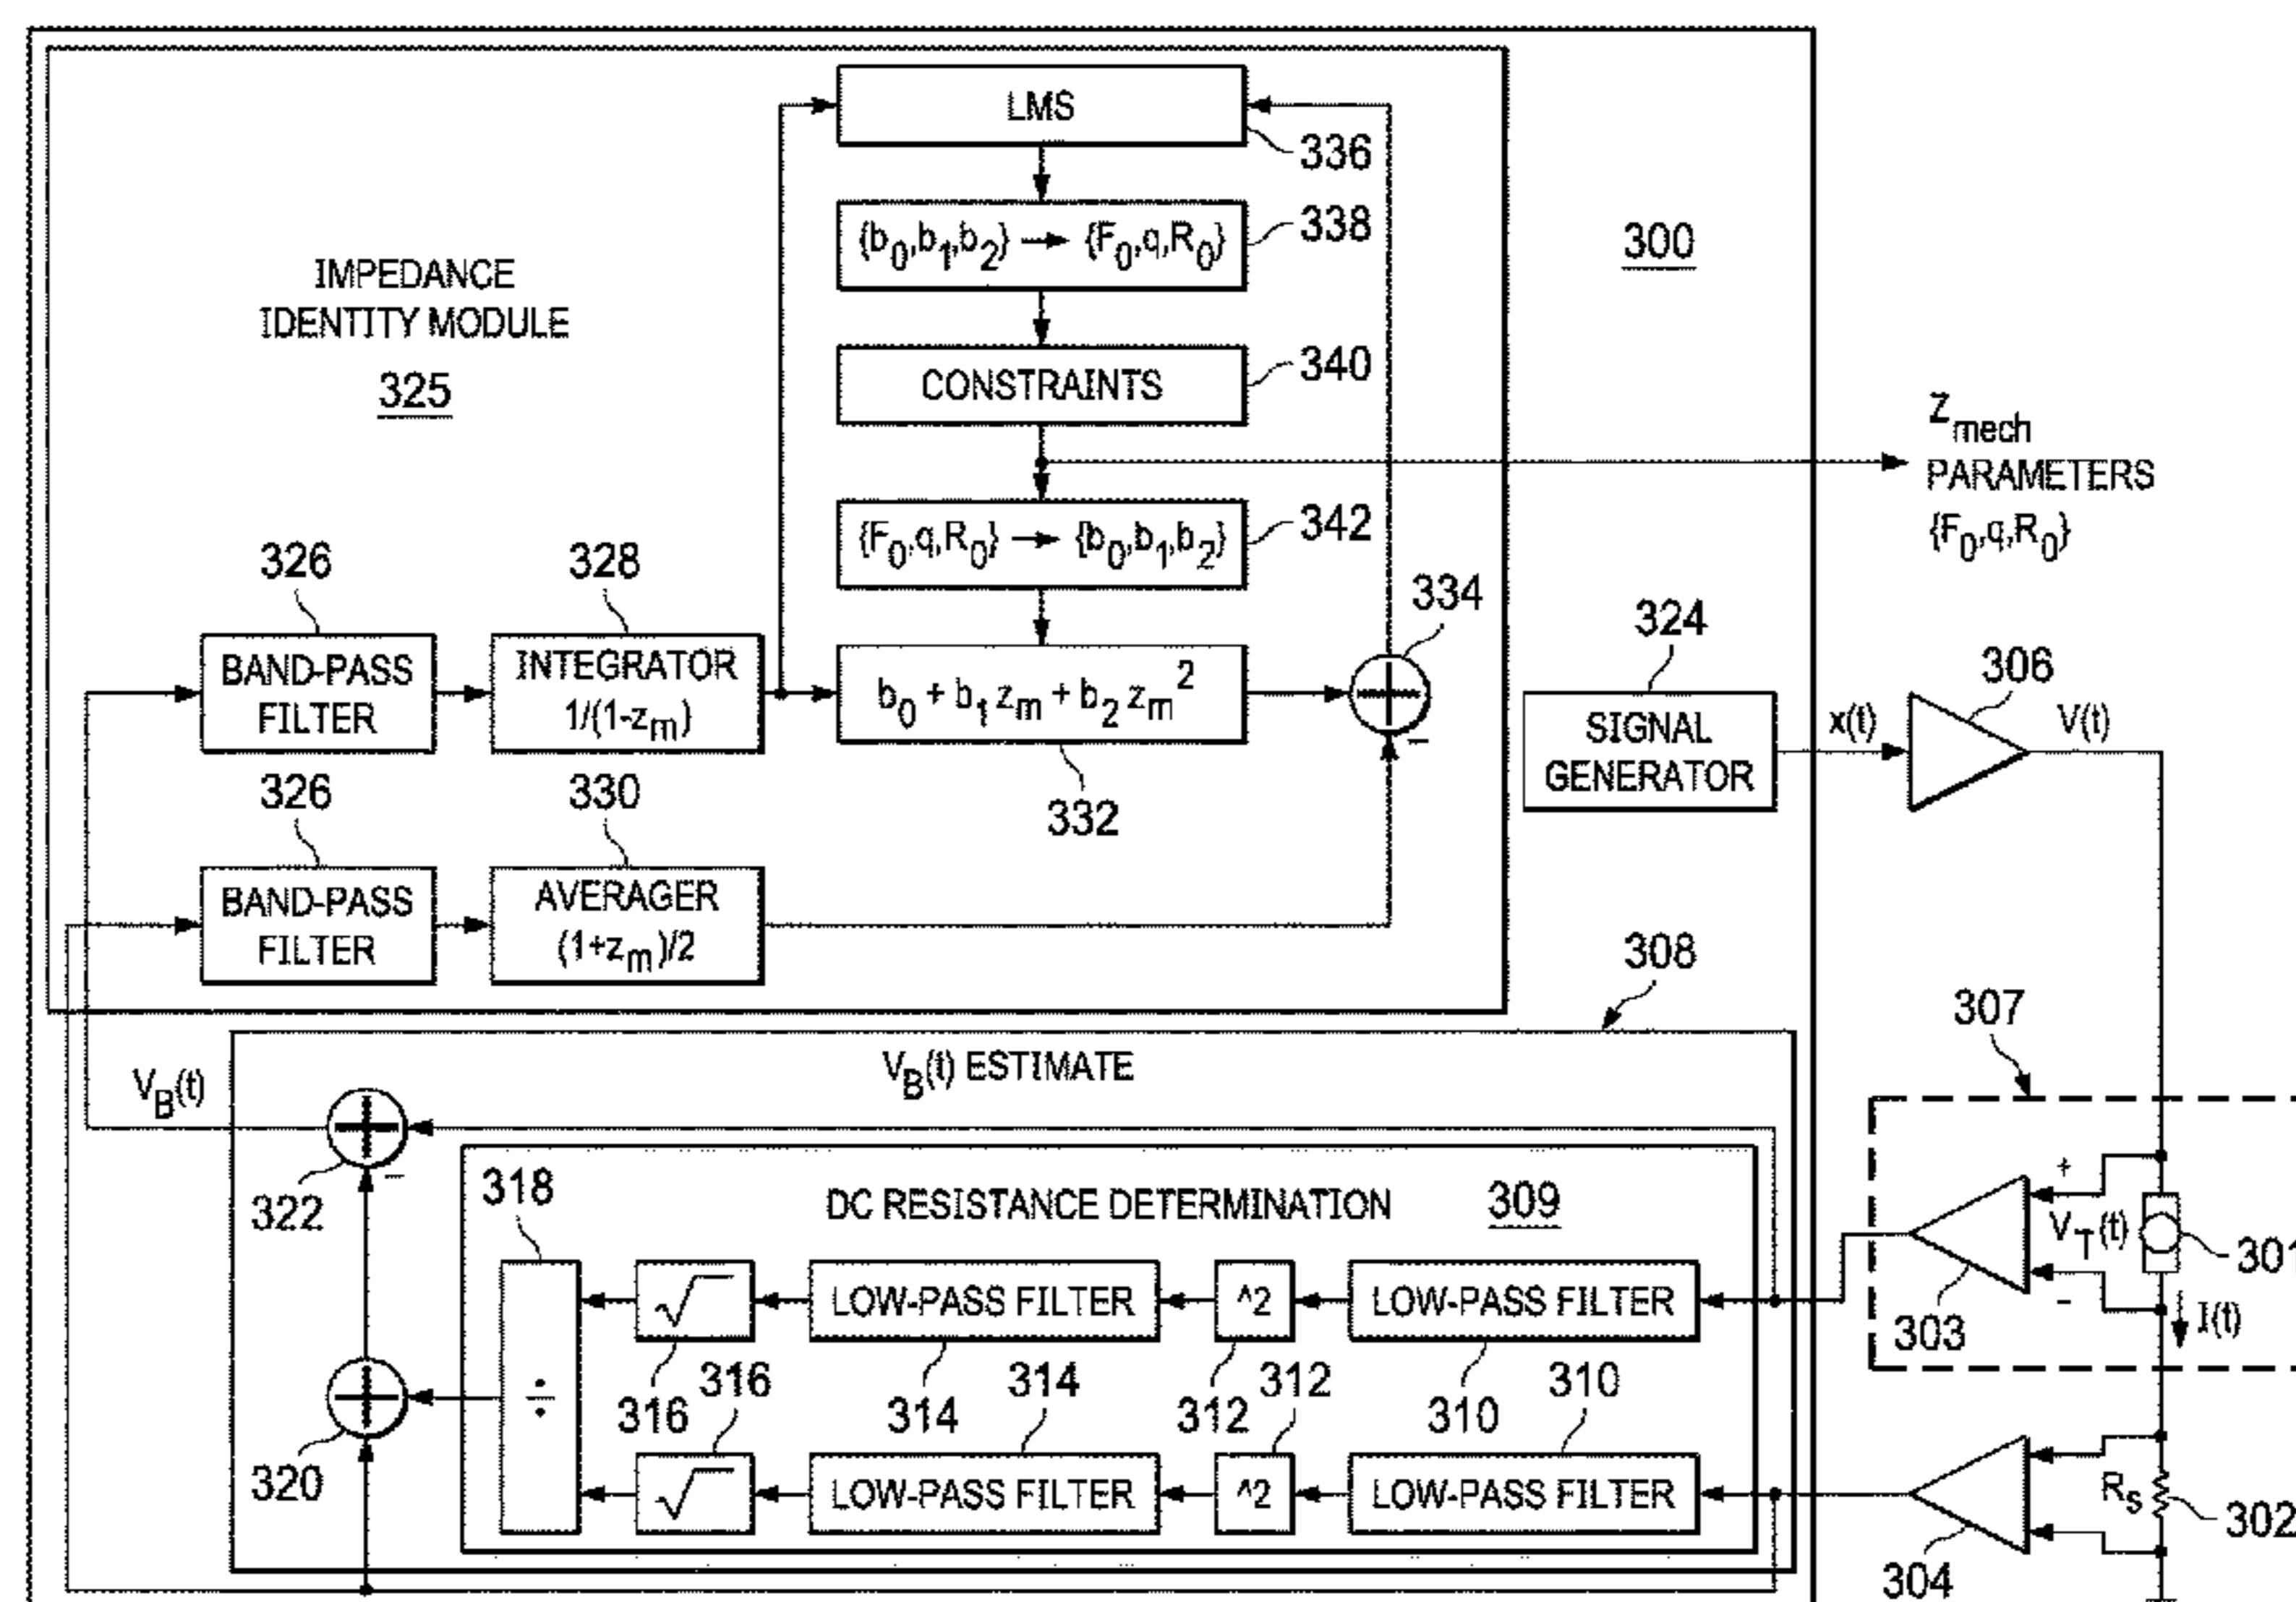 LMS
336
{b0,b1,b2} → {F0,q,R0}
338
300
IMPEDANCE
IDENTITY MODULE
325
CONSTRAINTS
340
Zmech
PARAMETERS
{F0,q,R0}
{F0,q,R0} → {b0,b1,b2}
342
326
328
334
324
306
BAND-PASS
FILTER
INTEGRATOR
1/(1-zm)
b0 + b1 zm + b2 zm²
−
SIGNAL
GENERATOR
x(t)
V(t)
326
330
332
BAND-PASS
FILTER
AVERAGER
(1+zm)/2
308
307
VB(t)
VB(t) ESTIMATE
−
322
318
DC RESISTANCE DETERMINATION
309
+
VT(t)
−
301
303
I(t)
√
LOW-PASS FILTER
^2
LOW-PASS FILTER
÷
316
316
314
314
312
312
310
310
320
√
LOW-PASS FILTER
^2
LOW-PASS FILTER
RS
302
304